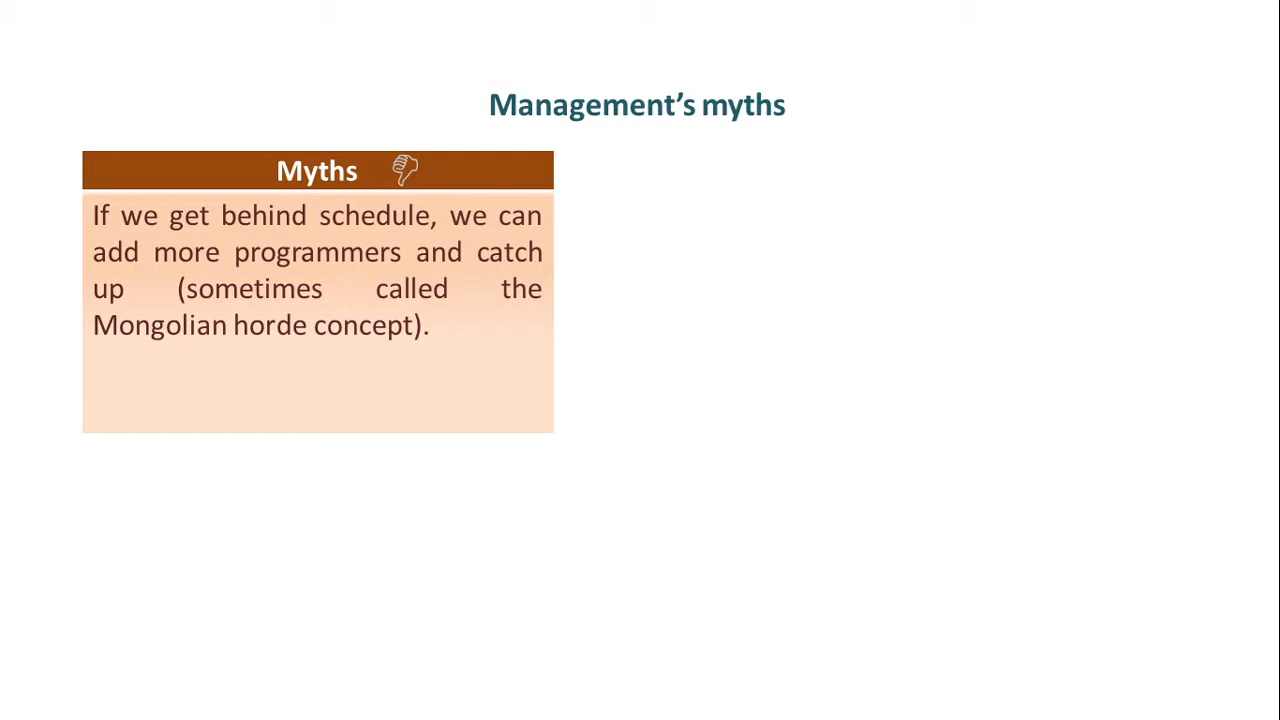 Management’s myths
Myths
If we get behind schedule, we can
add more programmers and catch
up (sometimes called the
Mongolian horde concept).